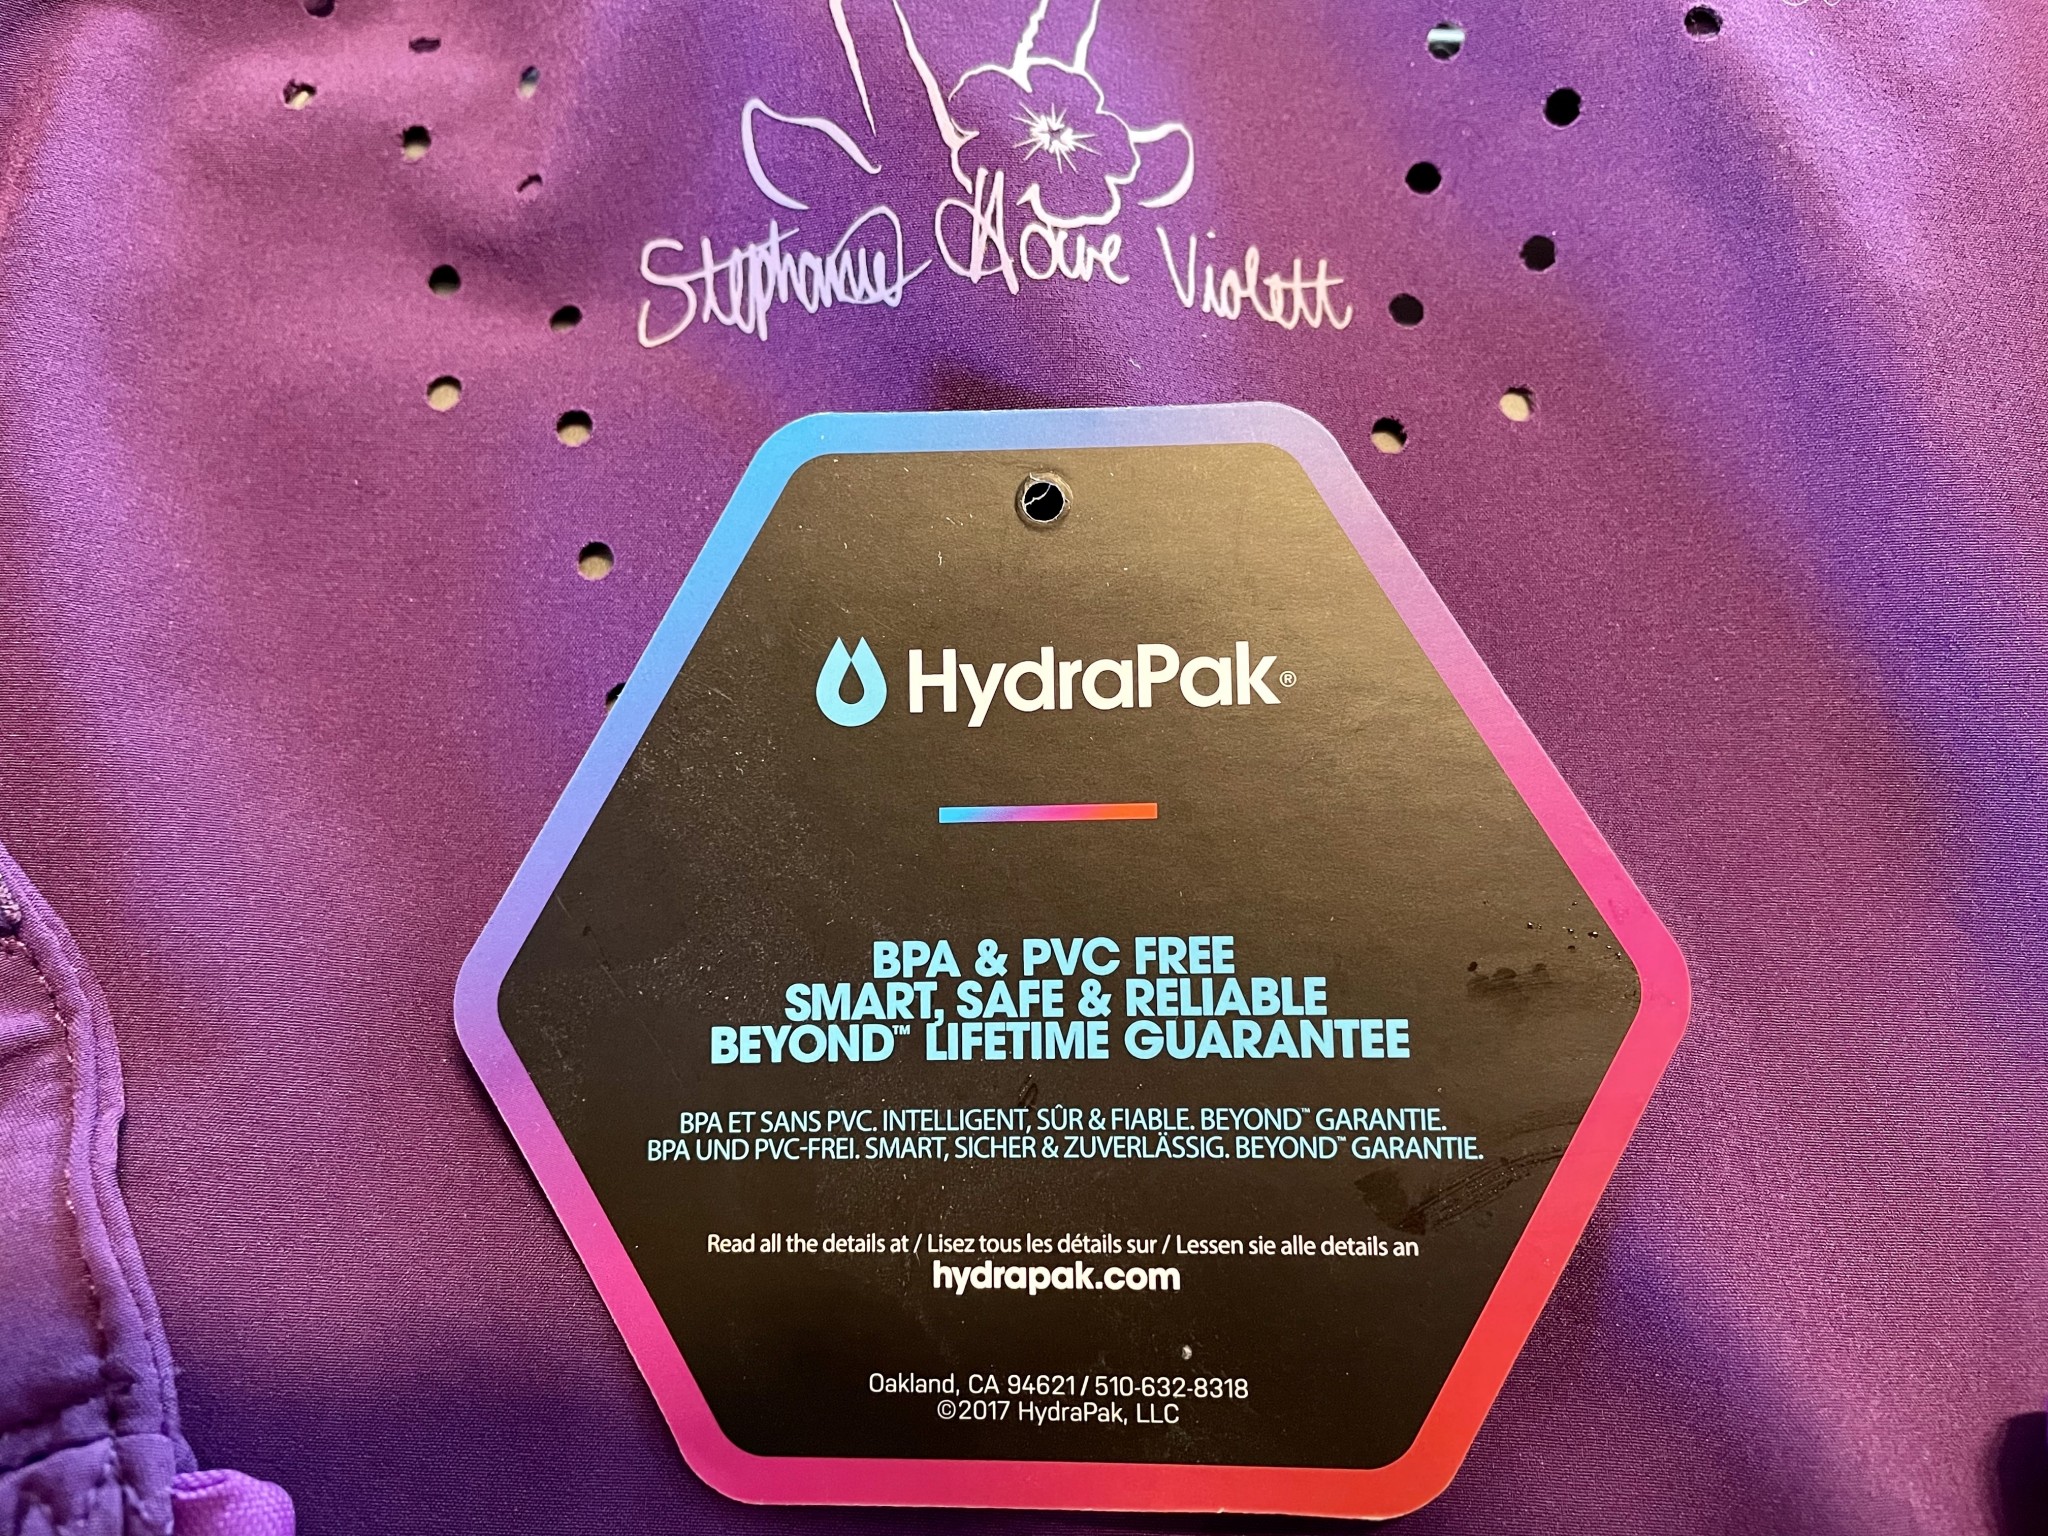 Stephanie Howe Violett
HydraPak®
BPA & PVC FREE
SMART, SAFE & RELIABLE
BEYOND™ LIFETIME GUARANTEE
BPA ET SANS PVC. INTELLIGENT, SÛR & FIABLE. BEYOND™ GARANTIE.
BPA UND PVC-FREI. SMART, SICHER & ZUVERLÄSSIG. BEYOND™ GARANTIE.
Read all the details at / Lisez tous les détails sur / Lessen sie alle details an
hydrapak.com
Oakland, CA 94621 / 510-632-8318
©2017 HydraPak, LLC